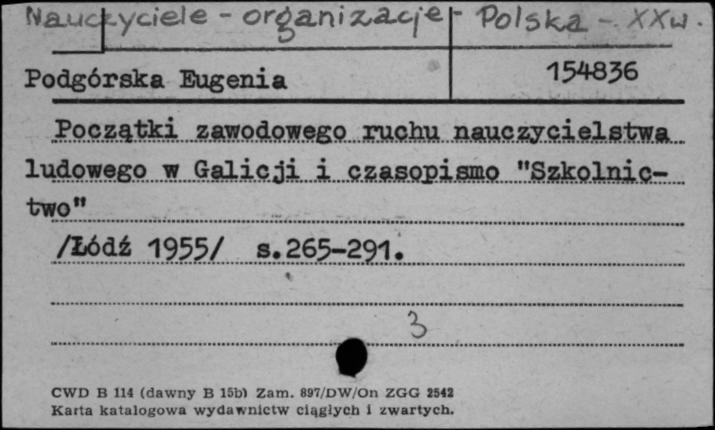 Nauczyciele - organizacje - Polska - XXw.
Podgórska Eugenia
154836
Początki zawodowego ruchu nauczycielstwa
ludowego w Galicji i czasopismo "Szkolnic-
two"
/Łódź 1955/ s.265-291.
3
CWD B 114 (dawny B 15b) Zam. 897/DW/On ZGG 2542
Karta katalogowa wydawnictw ciągłych i zwartych.